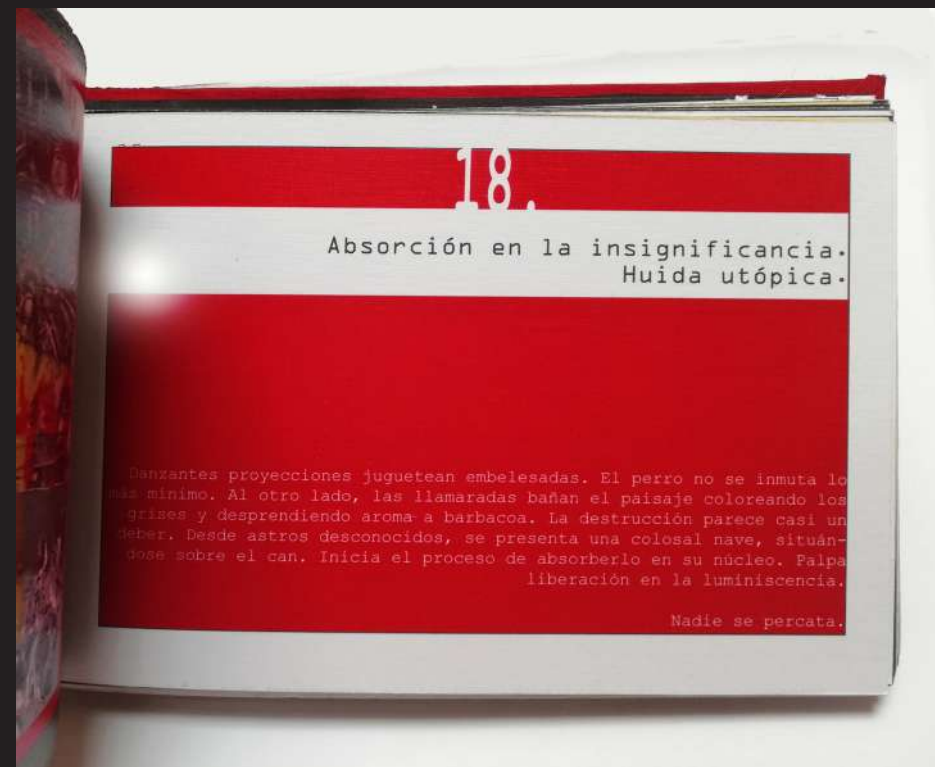 18.
Absorción en la insignificancia.
Huida utópica.
Danzantes proyecciones juguetean embelesadas. El perro no se inmuta lo
más mínimo. Al otro lado, las llamaradas bañan el paisaje coloreando los
grises y desprendiendo aroma a barbacoa. La destrucción parece casi un
deber. Desde astros desconocidos, se presenta una colosal nave, situán-
dose sobre el can. Inicia el proceso de absorberlo en su núcleo. Palpa
liberación en la luminiscencia.
Nadie se percata.